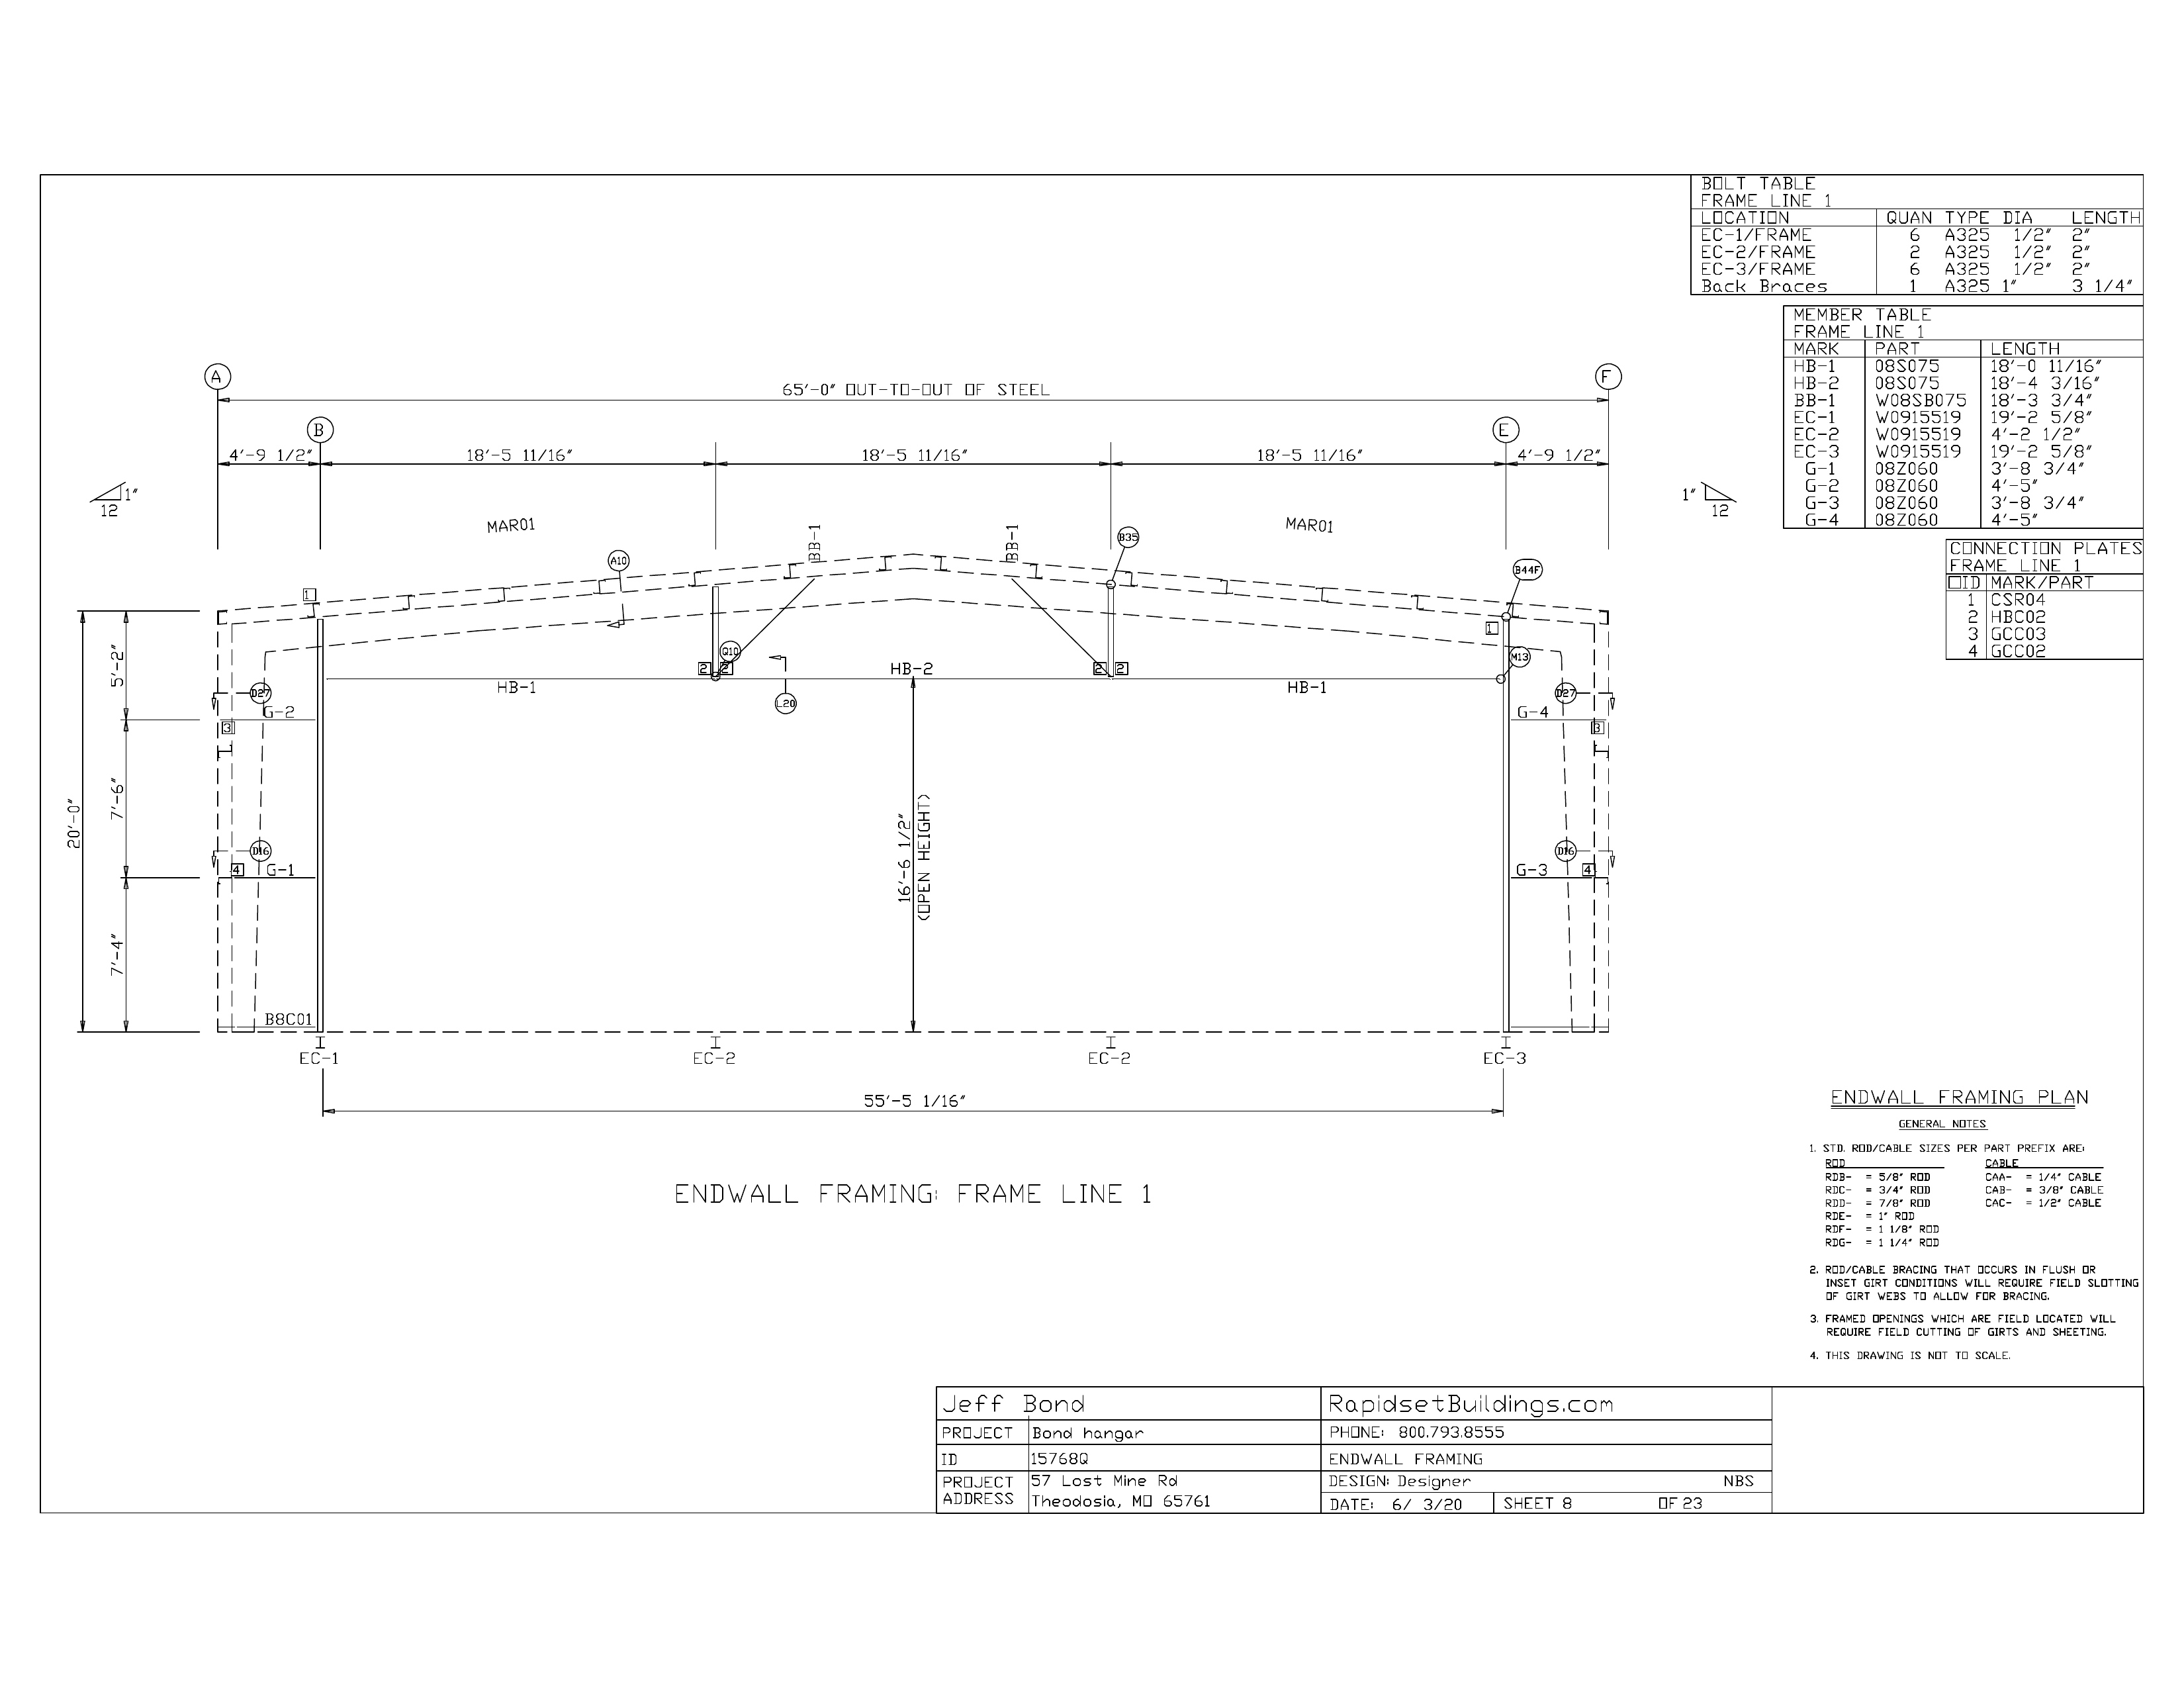 BOLT TABLE
FRAME LINE 1
LOCATION QUAN TYPE DIA LENGTH
EC-1/FRAME 6 A325 1/2" 2"
EC-2/FRAME 2 A325 1/2" 2"
EC-3/FRAME 6 A325 1/2" 2"
Back Braces 1 A325 1" 3 1/4"
MEMBER TABLE
FRAME LINE 1
MARK PART LENGTH
HB-1 08S075 18'-0 11/16"
HB-2 08S075 18'-4 3/16"
BB-1 W08SB075 18'-3 3/4"
EC-1 W0915519 19'-2 5/8"
EC-2 W0915519 4'-2 1/2"
EC-3 W0915519 19'-2 5/8"
G-1 08Z060 3'-8 3/4"
G-2 08Z060 4'-5"
G-3 08Z060 3'-8 3/4"
G-4 08Z060 4'-5"
CONNECTION PLATES
FRAME LINE 1
□ID MARK/PART
1 CSR04
2 HBC02
3 GCC03
4 GCC02
A F
65'-0" OUT-TO-OUT OF STEEL
B E
4'-9 1/2" 18'-5 11/16" 18'-5 11/16" 18'-5 11/16" 4'-9 1/2"
1" 12
1" 12
MAR01 BB-1 BB-1 MAR01
A10 B35 B44F
1 1
5'-2"
2 Q10 2 HB-2 2 2 M13
HB-1 HB-1
D27 L20 D27
G-2 G-4
3 3
20'-0"
7'-6"
16'-6 1/2"
(OPEN HEIGHT)
D16 D16
4 G-1 G-3 4
7'-4"
B8C01
EC-1 EC-2 EC-2 EC-3
55'-5 1/16"
ENDWALL FRAMING: FRAME LINE 1
ENDWALL FRAMING PLAN
GENERAL NOTES
1. STD. ROD/CABLE SIZES PER PART PREFIX ARE:
ROD CABLE
RDB- = 5/8" ROD CAA- = 1/4" CABLE
RDC- = 3/4" ROD CAB- = 3/8" CABLE
RDD- = 7/8" ROD CAC- = 1/2" CABLE
RDE- = 1" ROD
RDF- = 1 1/8" ROD
RDG- = 1 1/4" ROD
2. ROD/CABLE BRACING THAT OCCURS IN FLUSH OR
INSET GIRT CONDITIONS WILL REQUIRE FIELD SLOTTING
OF GIRT WEBS TO ALLOW FOR BRACING.
3. FRAMED OPENINGS WHICH ARE FIELD LOCATED WILL
REQUIRE FIELD CUTTING OF GIRTS AND SHEETING.
4. THIS DRAWING IS NOT TO SCALE.
Jeff Bond
PROJECT Bond hangar
ID 15768Q
PROJECT ADDRESS
57 Lost Mine Rd
Theodosia, MO 65761
RapidsetBuildings.com
PHONE: 800.793.8555
ENDWALL FRAMING
DESIGN: Designer NBS
DATE: 6/ 3/20 SHEET 8 OF 23